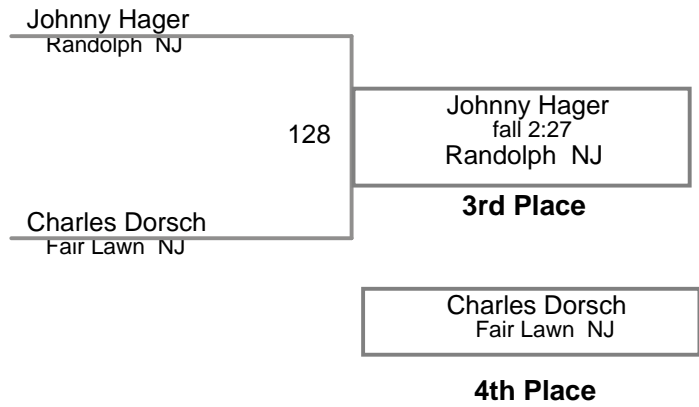 Johnny Hager
Randolph NJ
128
Johnny Hager
fall 2:27
Randolph NJ
3rd Place
Charles Dorsch
Fair Lawn NJ
Charles Dorsch
Fair Lawn NJ
4th Place